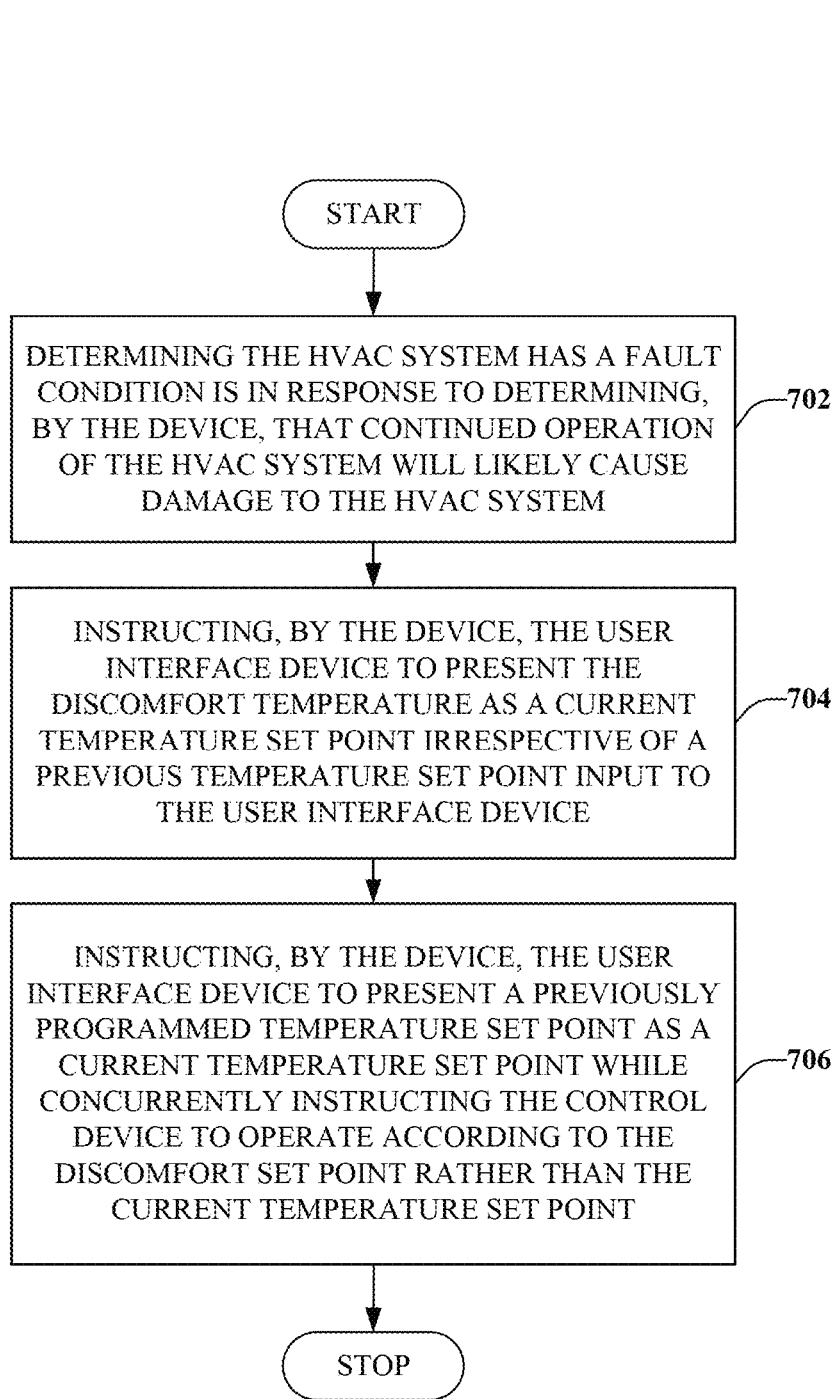 START
DETERMINING THE HVAC SYSTEM HAS A FAULT
CONDITION IS IN RESPONSE TO DETERMINING,
BY THE DEVICE, THAT CONTINUED OPERATION
OF THE HVAC SYSTEM WILL LIKELY CAUSE
DAMAGE TO THE HVAC SYSTEM
702
INSTRUCTING, BY THE DEVICE, THE USER
INTERFACE DEVICE TO PRESENT THE
DISCOMFORT TEMPERATURE AS A CURRENT
TEMPERATURE SET POINT IRRESPECTIVE OF A
PREVIOUS TEMPERATURE SET POINT INPUT TO
THE USER INTERFACE DEVICE
704
INSTRUCTING, BY THE DEVICE, THE USER
INTERFACE DEVICE TO PRESENT A PREVIOUSLY
PROGRAMMED TEMPERATURE SET POINT AS A
CURRENT TEMPERATURE SET POINT WHILE
CONCURRENTLY INSTRUCTING THE CONTROL
DEVICE TO OPERATE ACCORDING TO THE
DISCOMFORT SET POINT RATHER THAN THE
CURRENT TEMPERATURE SET POINT
706
STOP